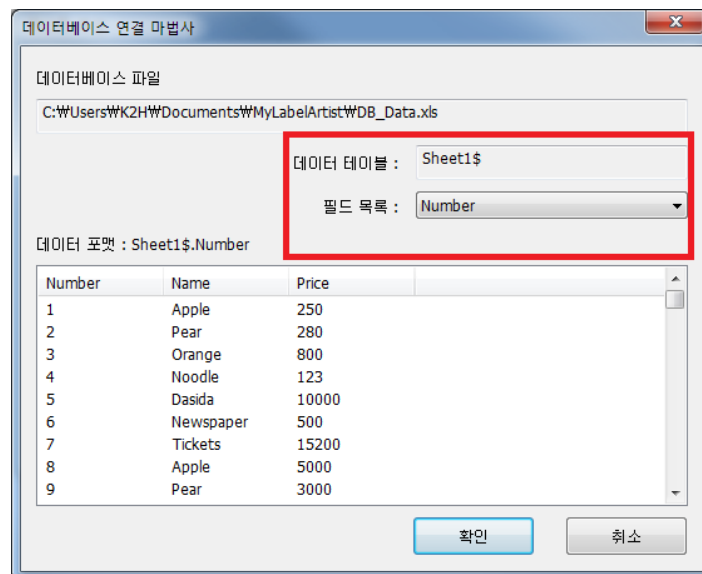 데이터베이스 연결 마법사
데이터베이스 파일
C:₩Users₩K2H₩Documents₩MyLabelArtist₩DB_Data.xls
데이터 테이블 : Sheet1$
필드 목록 : Number
데이터 포맷 : Sheet1$.Number
Number Name Price
1 Apple 250
2 Pear 280
3 Orange 800
4 Noodle 123
5 Dasida 10000
6 Newspaper 500
7 Tickets 15200
8 Apple 5000
9 Pear 3000
확인 취소